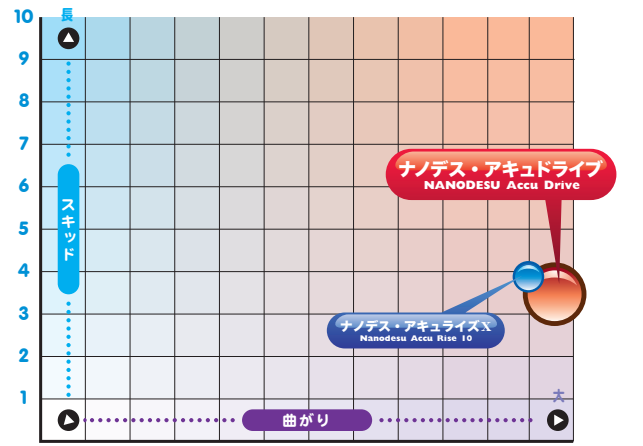 10
長
9
8
7
6
5
4
3
2
1
スキッド
ナノデス・アキュドライブ
NANODESU Accu Drive
ナノデス・アキュライズX
Nanodesu Accu Rise 10
大
曲がり